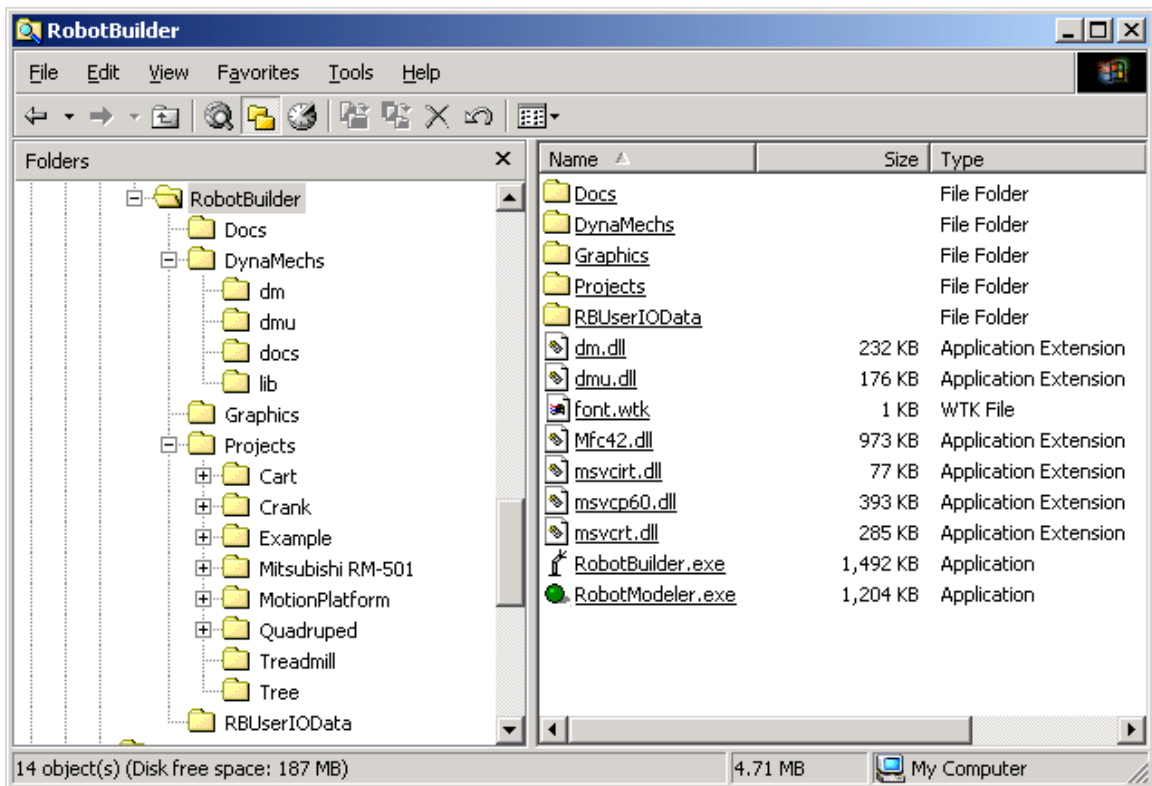 RobotBuilder
File Edit View Favorites Tools Help
Folders
RobotBuilder
Docs
DynaMechs
dm
dmu
docs
lib
Graphics
Projects
Cart
Crank
Example
Mitsubishi RM-501
MotionPlatform
Quadruped
Treadmill
Tree
RBUserIOData
Name Size Type
Docs File Folder
DynaMechs File Folder
Graphics File Folder
Projects File Folder
RBUserIOData File Folder
dm.dll 232 KB Application Extension
dmu.dll 176 KB Application Extension
font.wtk 1 KB WTK File
Mfc42.dll 973 KB Application Extension
msvcirt.dll 77 KB Application Extension
msvcp60.dll 393 KB Application Extension
msvcrt.dll 285 KB Application Extension
RobotBuilder.exe 1,492 KB Application
RobotModeler.exe 1,204 KB Application
14 object(s) (Disk free space: 187 MB) 4.71 MB My Computer